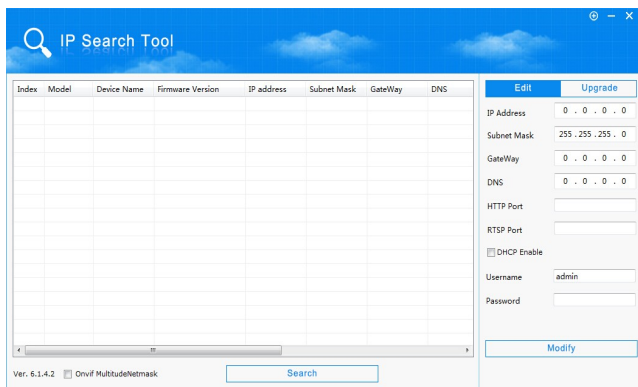 IP Search Tool
Index Model Device Name Firmware Version IP address Subnet Mask GateWay DNS
Edit Upgrade
IP Address 0 . 0 . 0 . 0
Subnet Mask 255 . 255 . 255 . 0
GateWay 0 . 0 . 0 . 0
DNS 0 . 0 . 0 . 0
HTTP Port
RTSP Port
DHCP Enable
Username admin
Password
Modify
Ver. 6.1.4.2 Onvif MultitudeNetmask Search